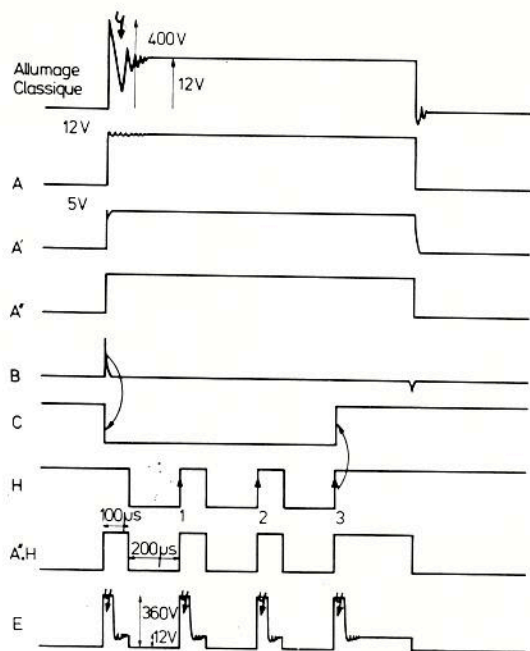 400V
Allumage
Classique
12V
12V
A
5V
A'
A"
B
C
H
1 2 3
100µs
A".H
200µs
360V
E
12V